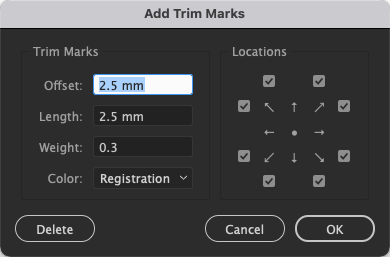 Add Trim Marks
Trim Marks
Locations
Offset: 2.5 mm
Length: 2.5 mm
Weight: 0.3
Color: Registration
Delete
Cancel
OK